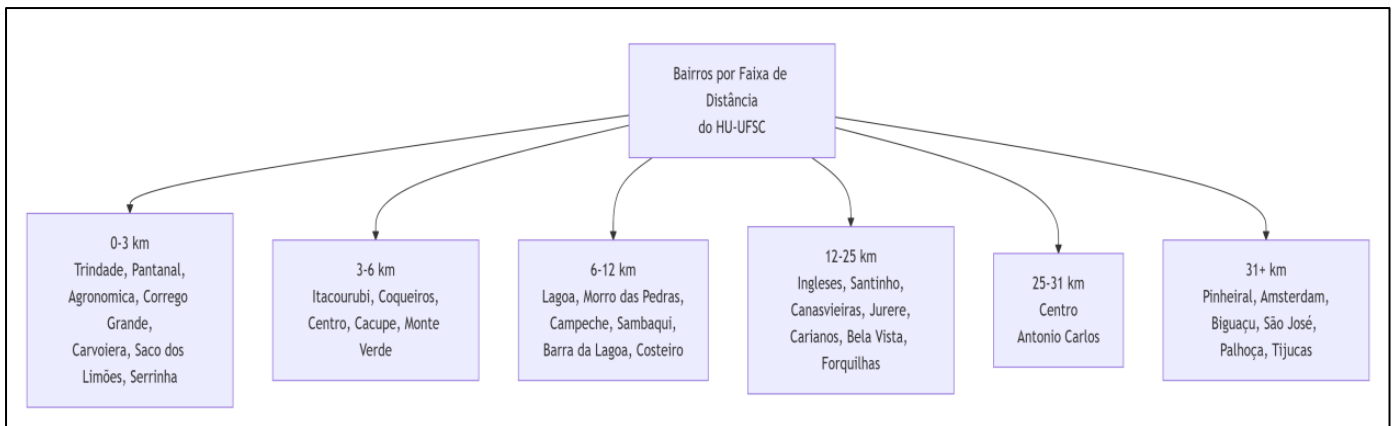 Bairros por Faixa de
Distância
do HU-UFSC
0-3 km
Trindade, Pantanal,
Agronomica, Corrego
Grande,
Carvoiera, Saco dos
Limões, Serrinha
3-6 km
Itacourubi, Coqueiros,
Centro, Cacupe, Monte
Verde
6-12 km
Lagoa, Morro das Pedras,
Campeche, Sambaqui,
Barra da Lagoa, Costeiro
12-25 km
Ingleses, Santinho,
Canasvieiras, Jurere,
Carianos, Bela Vista,
Forquilhas
25-31 km
Centro
Antonio Carlos
31+ km
Pinheiral, Amsterdam,
Biguaçu, São José,
Palhoça, Tijucas